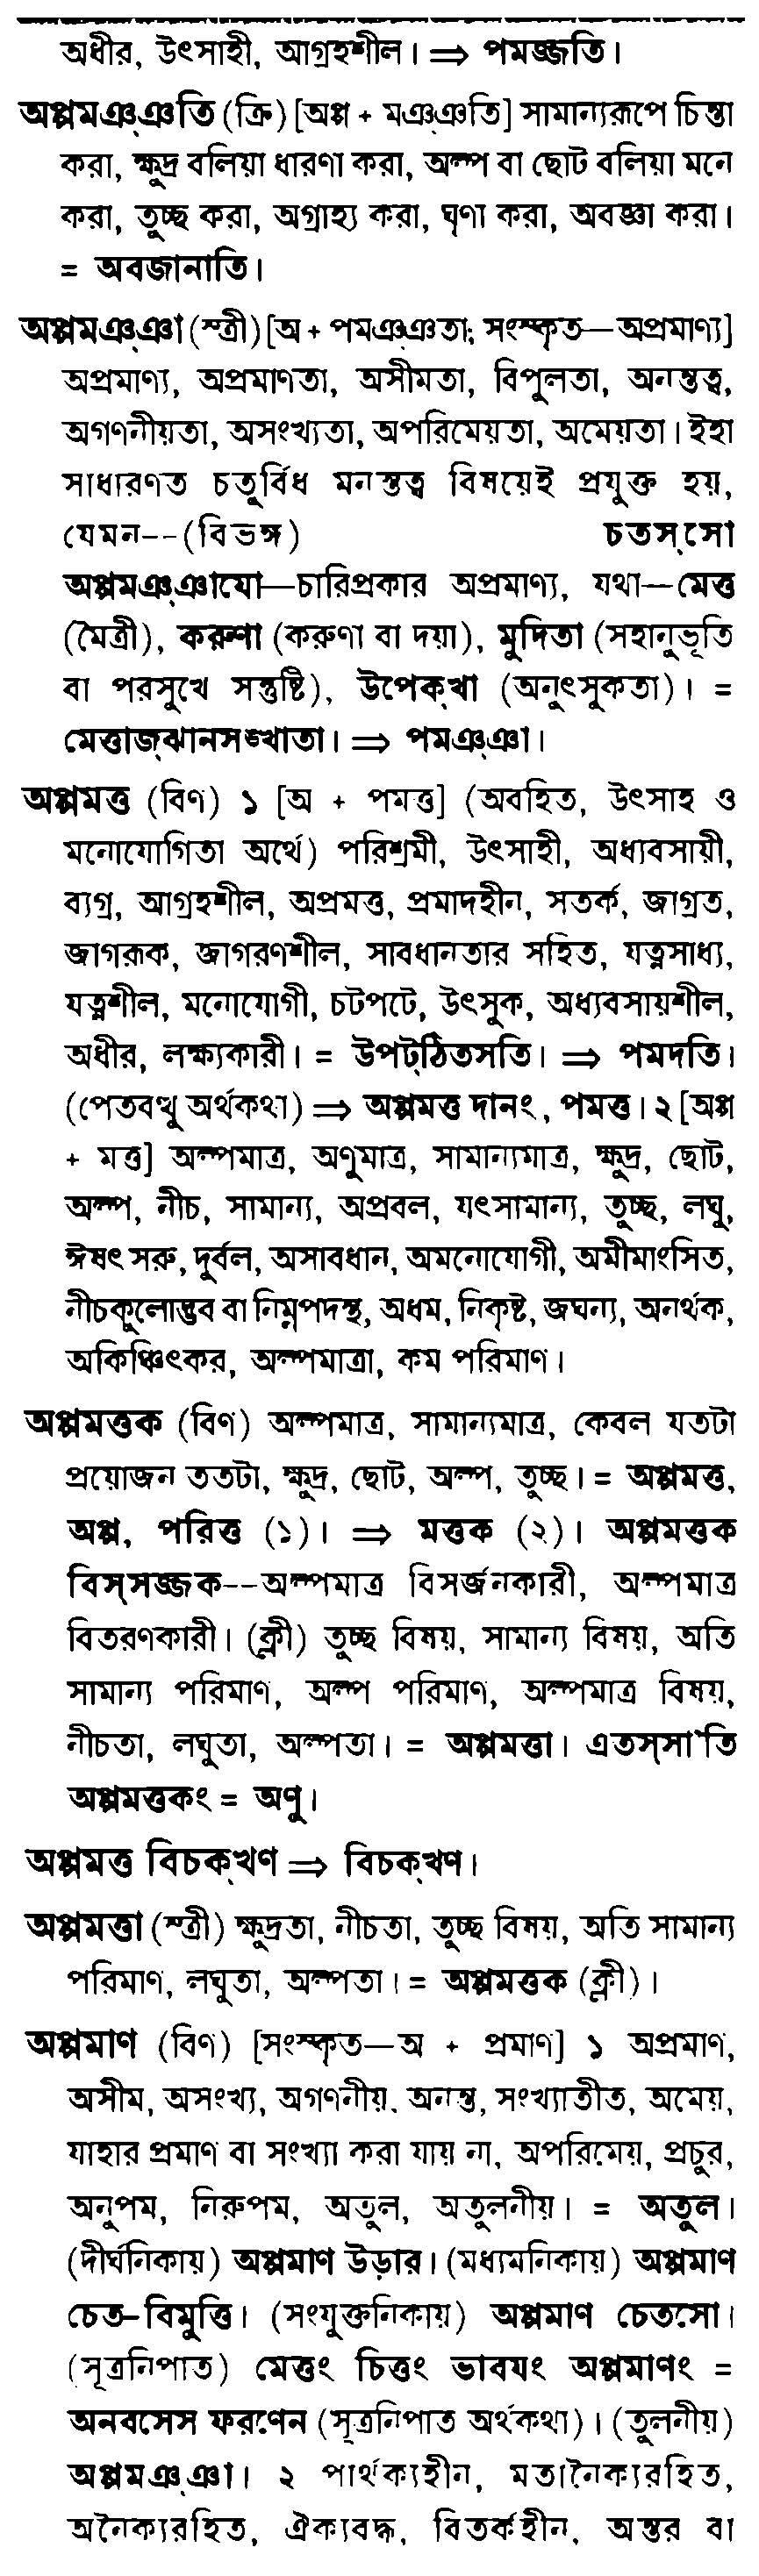 অধীর, উৎসাহী, আগ্রহশীল। ⇒ পমজ্জতি।
অপ্পমঞ্ঞতি (ক্রি) [অপ্প + মঞ্ঞতি] সামান্যরূপে চিন্তা
করা, ক্ষুদ্র বলিয়া ধারণা করা, অল্প বা ছোট বলিয়া মনে
করা, তুচ্ছ করা, অগ্রাহ্য করা, ঘৃণা করা, অবজ্ঞা করা।
= অবজানাতি।
অপ্পমঞ্ঞা (স্ত্রী) [অ + পমঞ্ঞতা; সংস্কৃত—অপ্রমাণ্য]
অপ্রমাণ্য, অপ্রমাণতা, অসীমতা, বিপুলতা, অনন্তত্ব,
অগণনীয়তা, অসংখ্যতা, অপরিমেয়তা, অমেয়তা। ইহা
সাধারণত চতুর্বিধ মনস্তত্ব বিষয়েই প্রযুক্ত হয়,
যেমন--(বিভঙ্গ) চতস্সো
অপ্পমঞ্ঞাযো—চারিপ্রকার অপ্রমাণ্য, যথা—মেত্ত
(মৈত্রী), করুণা (করুণা বা দয়া), মুদিতা (সহানুভূতি
বা পরসুখে সন্তুষ্টি), উপেক্খা (অনুৎসুকতা)। =
মেত্তাজ্ঝানসঙ্খাতা। ⇒ পমঞ্ঞা।
অপ্পমত্ত (বিণ) ১ [অ + পমত্ত] (অবহিত, উৎসাহ ও
মনোযোগিতা অর্থে) পরিশ্রমী, উৎসাহী, অধ্যবসায়ী,
ব্যগ্র, আগ্রহশীল, অপ্রমত্ত, প্রমাদহীন, সতর্ক, জাগ্রত,
জাগরূক, জাগরণশীল, সাবধানতার সহিত, যত্নসাধ্য,
যত্নশীল, মনোযোগী, চটপটে, উৎসুক, অধ্যবসায়শীল,
অধীর, লক্ষ্যকারী। = উপট্ঠিতসতি। ⇒ পমদতি।
(পেতবত্থু অর্থকথা) ⇒ অপ্পমত্ত দানং, পমত্ত। ২ [অপ্প
+ মত্ত] অল্পমাত্র, অণুমাত্র, সামান্যমাত্র, ক্ষুদ্র, ছোট,
অল্প, নীচ, সামান্য, অপ্রবল, যৎসামান্য, তুচ্ছ, লঘু,
ঈষৎ সরু, দুর্বল, অসাবধান, অমনোযোগী, অমীমাংসিত,
নীচকুলোদ্ভব বা নিম্নপদস্থ, অধম, নিকৃষ্ট, জঘন্য, অনর্থক,
অকিঞ্চিৎকর, অল্পমাত্রা, কম পরিমাণ।
অপ্পমত্তক (বিণ) অল্পমাত্র, সামান্যমাত্র, কেবল যতটা
প্রয়োজন ততটা, ক্ষুদ্র, ছোট, অল্প, তুচ্ছ। = অপ্পমত্ত,
অপ্প, পরিত্ত (১)। ⇒ মত্তক (২)। অপ্পমত্তক
বিস্সজ্জক--অল্পমাত্র বিসর্জনকারী, অল্পমাত্র
বিতরণকারী। (ক্লী) তুচ্ছ বিষয়, সামান্য বিষয়, অতি
সামান্য পরিমাণ, অল্প পরিমাণ, অল্পমাত্র বিষয়,
নীচতা, লঘুতা, অল্পতা। = অপ্পমত্তা। এতস্সা'তি
অপ্পমত্তকং = অণু।
অপ্পমত্ত বিচক্খণ ⇒ বিচক্খণ।
অপ্পমত্তা (স্ত্রী) ক্ষুদ্রতা, নীচতা, তুচ্ছ বিষয়, অতি সামান্য
পরিমাণ, লঘুতা, অল্পতা। = অপ্পমত্তক (ক্লী)।
অপ্পমাণ (বিণ) [সংস্কৃত—অ + প্রমাণ] ১ অপ্রমাণ,
অসীম, অসংখ্য, অগণনীয়, অনন্ত, সংখ্যাতীত, অমেয়,
যাহার প্রমাণ বা সংখ্যা করা যায় না, অপরিমেয়, প্রচুর,
অনুপম, নিরুপম, অতুল, অতুলনীয়। = অতুল।
(দীর্ঘনিকায়) অপ্পমাণ উড়ার। (মধ্যমনিকায়) অপ্পমাণ
চেত-বিমুত্তি। (সংযুক্তনিকায়) অপ্পমাণ চেতসো।
(সূত্রনিপাত) মেত্তং চিত্তং ভাবযং অপ্পমাণং =
অনবসেস ফরণেন (সূত্রনিপাত অর্থকথা)। (তুলনীয়)
অপ্পমঞ্ঞা। ২ পার্থক্যহীন, মতানৈক্যরহিত,
অনৈক্যরহিত, ঐক্যবদ্ধ, বিতর্কহীন, অন্তর বা